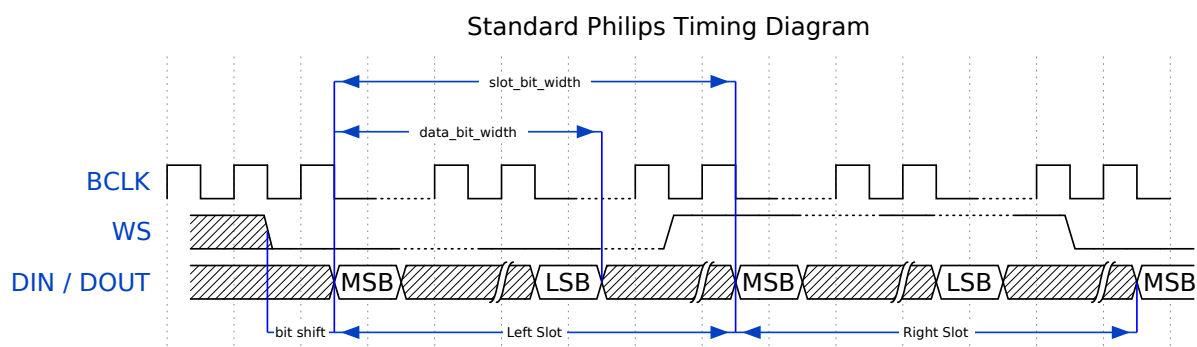 Standard Philips Timing Diagram
slot_bit_width
data_bit_width
BCLK
WS
DIN / DOUT
MSB
LSB
MSB
LSB
MSB
bit shift
Left Slot
Right Slot